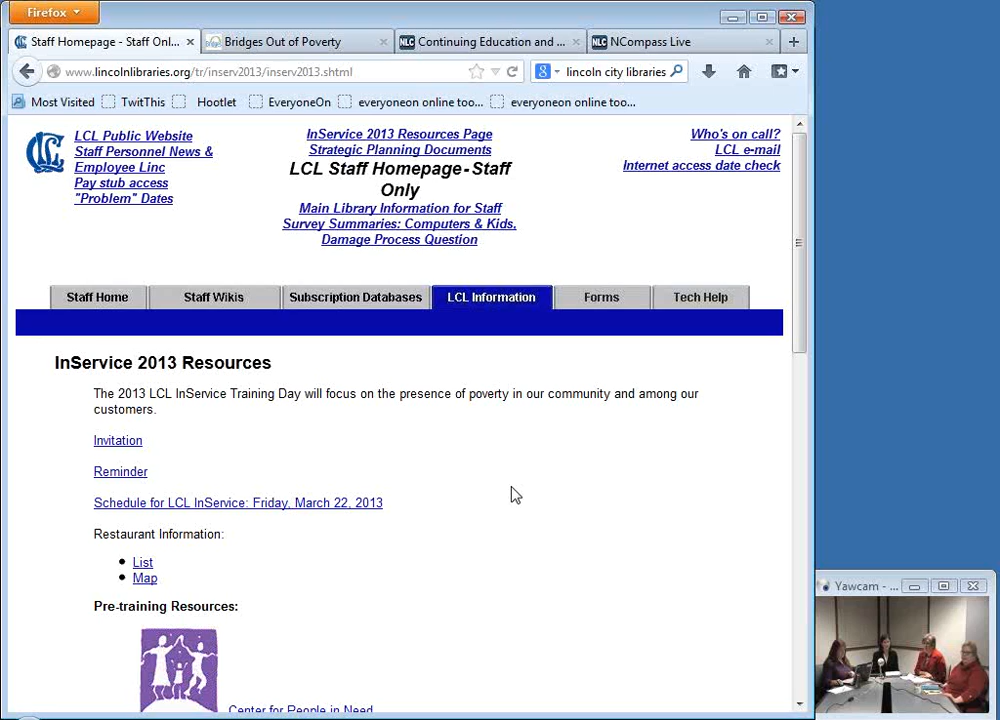 Firefox
Staff Homepage - Staff Onl...
Bridges Out of Poverty
NLC Continuing Education and ...
NLC NCompass Live
www.lincolnlibraries.org/tr/inserv2013/inserv2013.shtml
lincoln city libraries
Most Visited
TwitThis
Hootlet
EveryoneOn
everyoneon online too...
everyoneon online too...
LCL Public Website
Staff Personnel News &
Employee Linc
Pay stub access
"Problem" Dates
InService 2013 Resources Page
Strategic Planning Documents
LCL Staff Homepage - Staff
Only
Main Library Information for Staff
Survey Summaries: Computers & Kids,
Damage Process Question
Who's on call?
LCL e-mail
Internet access date check
Staff Home
Staff Wikis
Subscription Databases
LCL Information
Forms
Tech Help
InService 2013 Resources
The 2013 LCL InService Training Day will focus on the presence of poverty in our community and among our
customers.
Invitation
Reminder
Schedule for LCL InService: Friday, March 22, 2013
Restaurant Information:
List
Map
Pre-training Resources:
Center for People in Need
Yawcam - ...